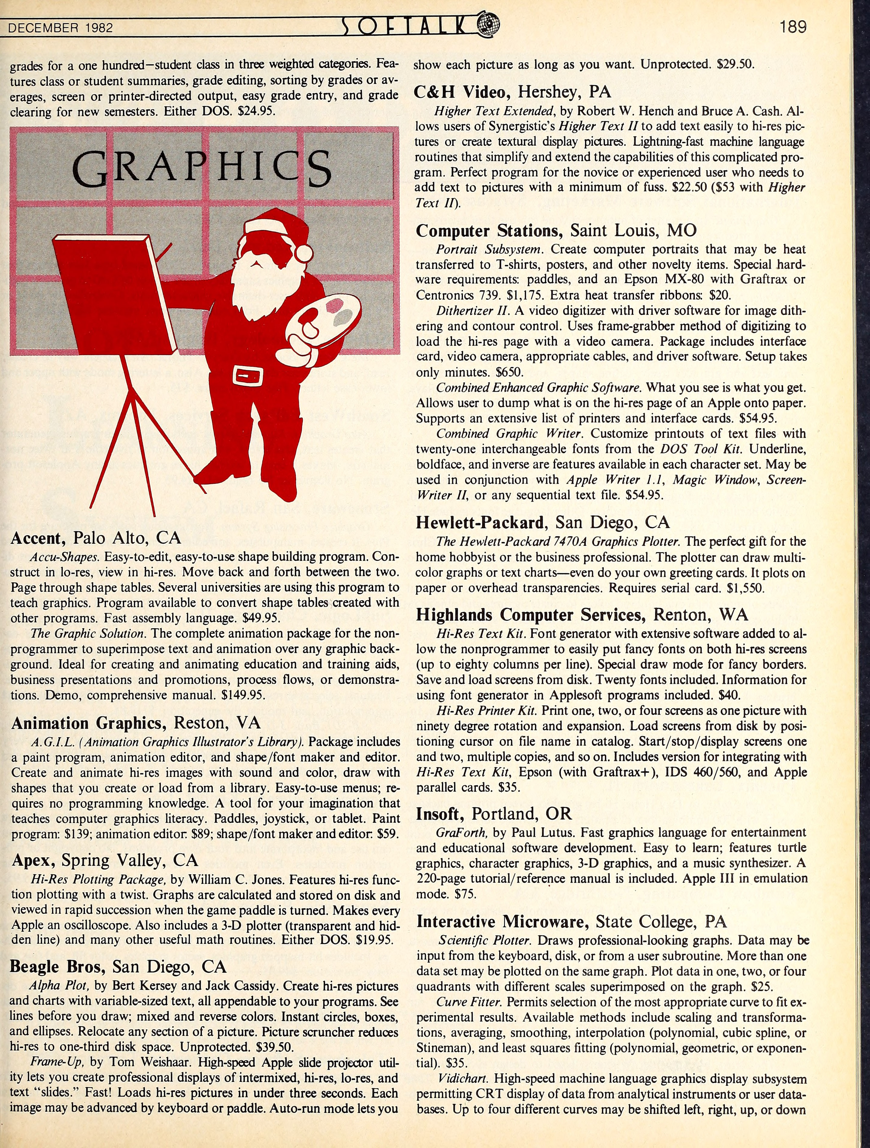 DECEMBER 1982
SOFTALK
189
grades for a one hundred—student class in three weighted categories. Fea-
tures class or student summaries, grade editing, sorting by grades or av-
erages, screen or printer-directed output, easy grade entry, and grade
clearing for new semesters. Either DOS. $24.95.
GRAPHICS
Accent, Palo Alto, CA
Accu-Shapes. Easy-to-edit, easy-to-use shape building program. Con-
struct in lo-res, view in hi-res. Move back and forth between the two.
Page through shape tables. Several universities are using this program to
teach graphics. Program available to convert shape tables created with
other programs. Fast assembly language. $49.95.
The Graphic Solution. The complete animation package for the non-
programmer to superimpose text and animation over any graphic back-
ground. Ideal for creating and animating education and training aids,
business presentations and promotions, process flows, or demonstra-
tions. Demo, comprehensive manual. $149.95.
Animation Graphics, Reston, VA
A.G.I.L. (Animation Graphics Illustrator's Library). Package includes
a paint program, animation editor, and shape/font maker and editor.
Create and animate hi-res images with sound and color, draw with
shapes that you create or load from a library. Easy-to-use menus; re-
quires no programming knowledge. A tool for your imagination that
teaches computer graphics literacy. Paddles, joystick, or tablet. Paint
program: $139; animation editor: $89; shape/font maker and editor: $59.
Apex, Spring Valley, CA
Hi-Res Plotting Package, by William C. Jones. Features hi-res func-
tion plotting with a twist. Graphs are calculated and stored on disk and
viewed in rapid succession when the game paddle is turned. Makes every
Apple an oscilloscope. Also includes a 3-D plotter (transparent and hid-
den line) and many other useful math routines. Either DOS. $19.95.
Beagle Bros, San Diego, CA
Alpha Plot, by Bert Kersey and Jack Cassidy. Create hi-res pictures
and charts with variable-sized text, all appendable to your programs. See
lines before you draw; mixed and reverse colors. Instant circles, boxes,
and ellipses. Relocate any section of a picture. Picture scruncher reduces
hi-res to one-third disk space. Unprotected. $39.50.
Frame-Up, by Tom Weishaar. High-speed Apple slide projector util-
ity lets you create professional displays of intermixed, hi-res, lo-res, and
text “slides.” Fast! Loads hi-res pictures in under three seconds. Each
image may be advanced by keyboard or paddle. Auto-run mode lets you
show each picture as long as you want. Unprotected. $29.50.
C&H Video, Hershey, PA
Higher Text Extended, by Robert W. Hench and Bruce A. Cash. Al-
lows users of Synergistic's Higher Text II to add text easily to hi-res pic-
tures or create textural display pictures. Lightning-fast machine language
routines that simplify and extend the capabilities of this complicated pro-
gram. Perfect program for the novice or experienced user who needs to
add text to pictures with a minimum of fuss. $22.50 ($53 with Higher
Text II).
Computer Stations, Saint Louis, MO
Portrait Subsystem. Create computer portraits that may be heat
transferred to T-shirts, posters, and other novelty items. Special hard-
ware requirements: paddles, and an Epson MX-80 with Graftrax or
Centronics 739. $1,175. Extra heat transfer ribbons: $20.
Dithertizer II. A video digitizer with driver software for image dith-
ering and contour control. Uses frame-grabber method of digitizing to
load the hi-res page with a video camera. Package includes interface
card, video camera, appropriate cables, and driver software. Setup takes
only minutes. $650.
Combined Enhanced Graphic Software. What you see is what you get.
Allows user to dump what is on the hi-res page of an Apple onto paper.
Supports an extensive list of printers and interface cards. $54.95.
Combined Graphic Writer. Customize printouts of text files with
twenty-one interchangeable fonts from the DOS Tool Kit. Underline,
boldface, and inverse are features available in each character set. May be
used in conjunction with Apple Writer 1.1, Magic Window, Screen-
Writer II, or any sequential text file. $54.95.
Hewlett-Packard, San Diego, CA
The Hewlett-Packard 7470A Graphics Plotter. The perfect gift for the
home hobbyist or the business professional. The plotter can draw multi-
color graphs or text charts—even do your own greeting cards. It plots on
paper or overhead transparencies. Requires serial card. $1,550.
Highlands Computer Services, Renton, WA
Hi-Res Text Kit. Font generator with extensive software added to al-
low the nonprogrammer to easily put fancy fonts on both hi-res screens
(up to eighty columns per line). Special draw mode for fancy borders.
Save and load screens from disk. Twenty fonts included. Information for
using font generator in Applesoft programs included. $40.
Hi-Res Printer Kit. Print one, two, or four screens as one picture with
ninety degree rotation and expansion. Load screens from disk by posi-
tioning cursor on file name in catalog. Start/stop/display screens one
and two, multiple copies, and so on. Includes version for integrating with
Hi-Res Text Kit, Epson (with Graftrax+), IDS 460/560, and Apple
parallel cards. $35.
Insoft, Portland, OR
GraForth, by Paul Lutus. Fast graphics language for entertainment
and educational software development. Easy to learn; features turtle
graphics, character graphics, 3-D graphics, and a music synthesizer. A
220-page tutorial/reference manual is included. Apple III in emulation
mode. $75.
Interactive Microware, State College, PA
Scientific Plotter. Draws professional-looking graphs. Data may be
input from the keyboard, disk, or from a user subroutine. More than one
data set may be plotted on the same graph. Plot data in one, two, or four
quadrants with different scales superimposed on the graph. $25.
Curve Fitter. Permits selection of the most appropriate curve to fit ex-
perimental results. Available methods include scaling and transforma-
tions, averaging, smoothing, interpolation (polynomial, cubic spline, or
Stineman), and least squares fitting (polynomial, geometric, or exponen-
tial). $35.
Vidichart. High-speed machine language graphics display subsystem
permitting CRT display of data from analytical instruments or user data-
bases. Up to four different curves may be shifted left, right, up, or down